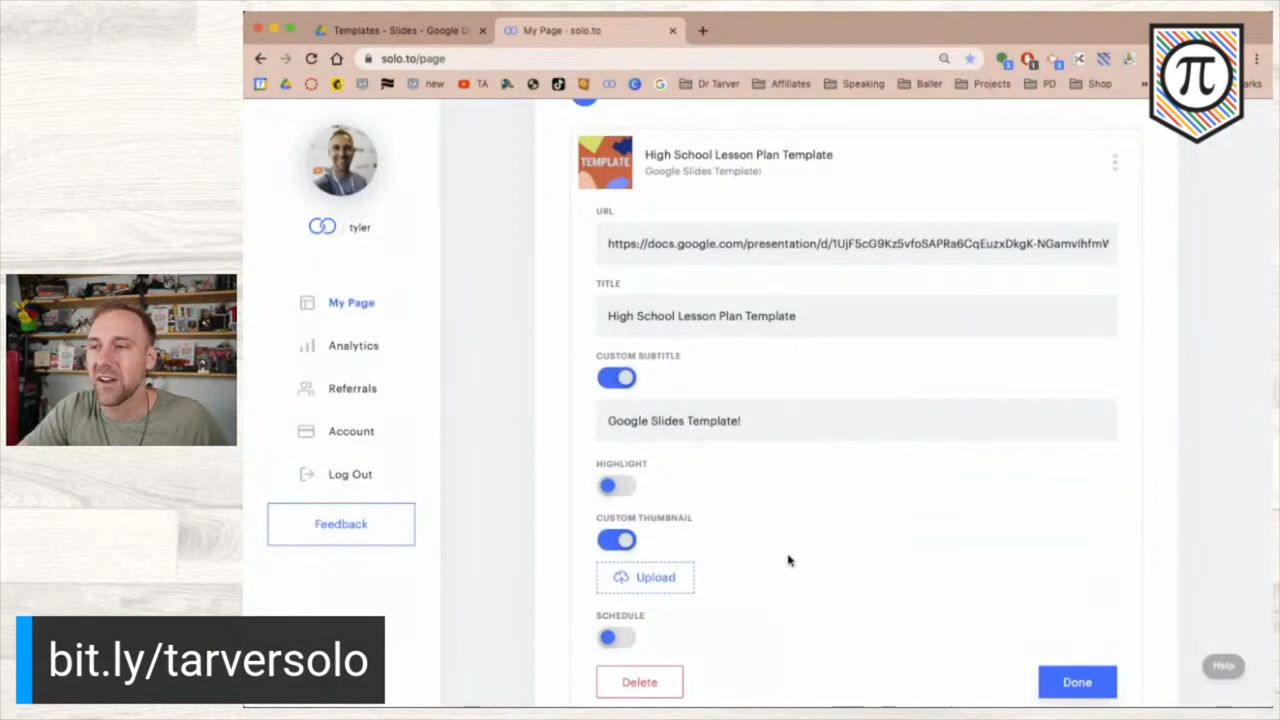 Templates - Slides - Google D
My Page - solo.to
solo.to/page
new
TA
Dr Tarver
Affiliates
Speaking
Baller
Projects
PD
Shop
π
TEMPLATE
High School Lesson Plan Template
Google Slides Template!
tyler
URL
https://docs.google.com/presentation/d/1UjF5cG9Kz5vfoSAPRa6CqEuzxDkgK-NGamvIhfmV
TITLE
High School Lesson Plan Template
My Page
Analytics
Referrals
Account
Log Out
Feedback
CUSTOM SUBTITLE
Google Slides Template!
HIGHLIGHT
CUSTOM THUMBNAIL
Upload
SCHEDULE
Delete
Done
Help
bit.ly/tarversolo